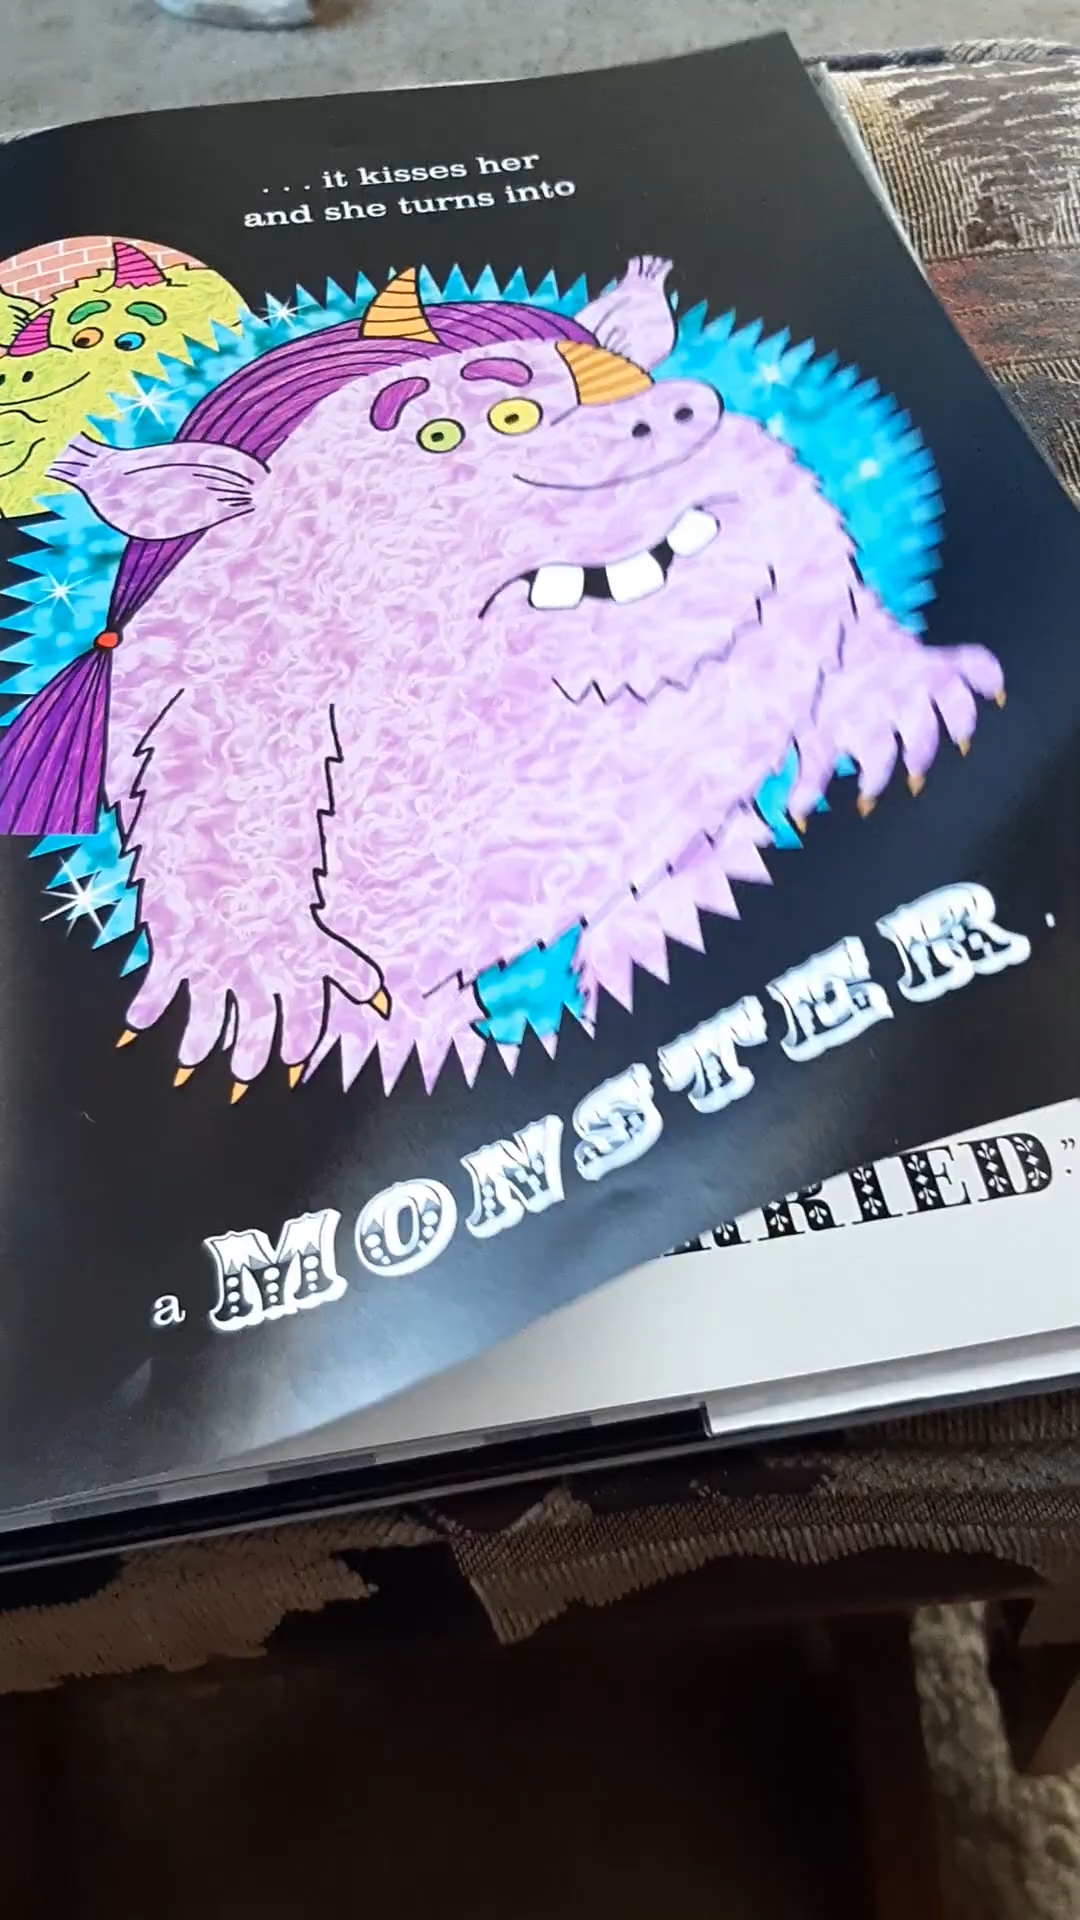 . . . it kisses her
and she turns into
a MONSTER .
RIED.”